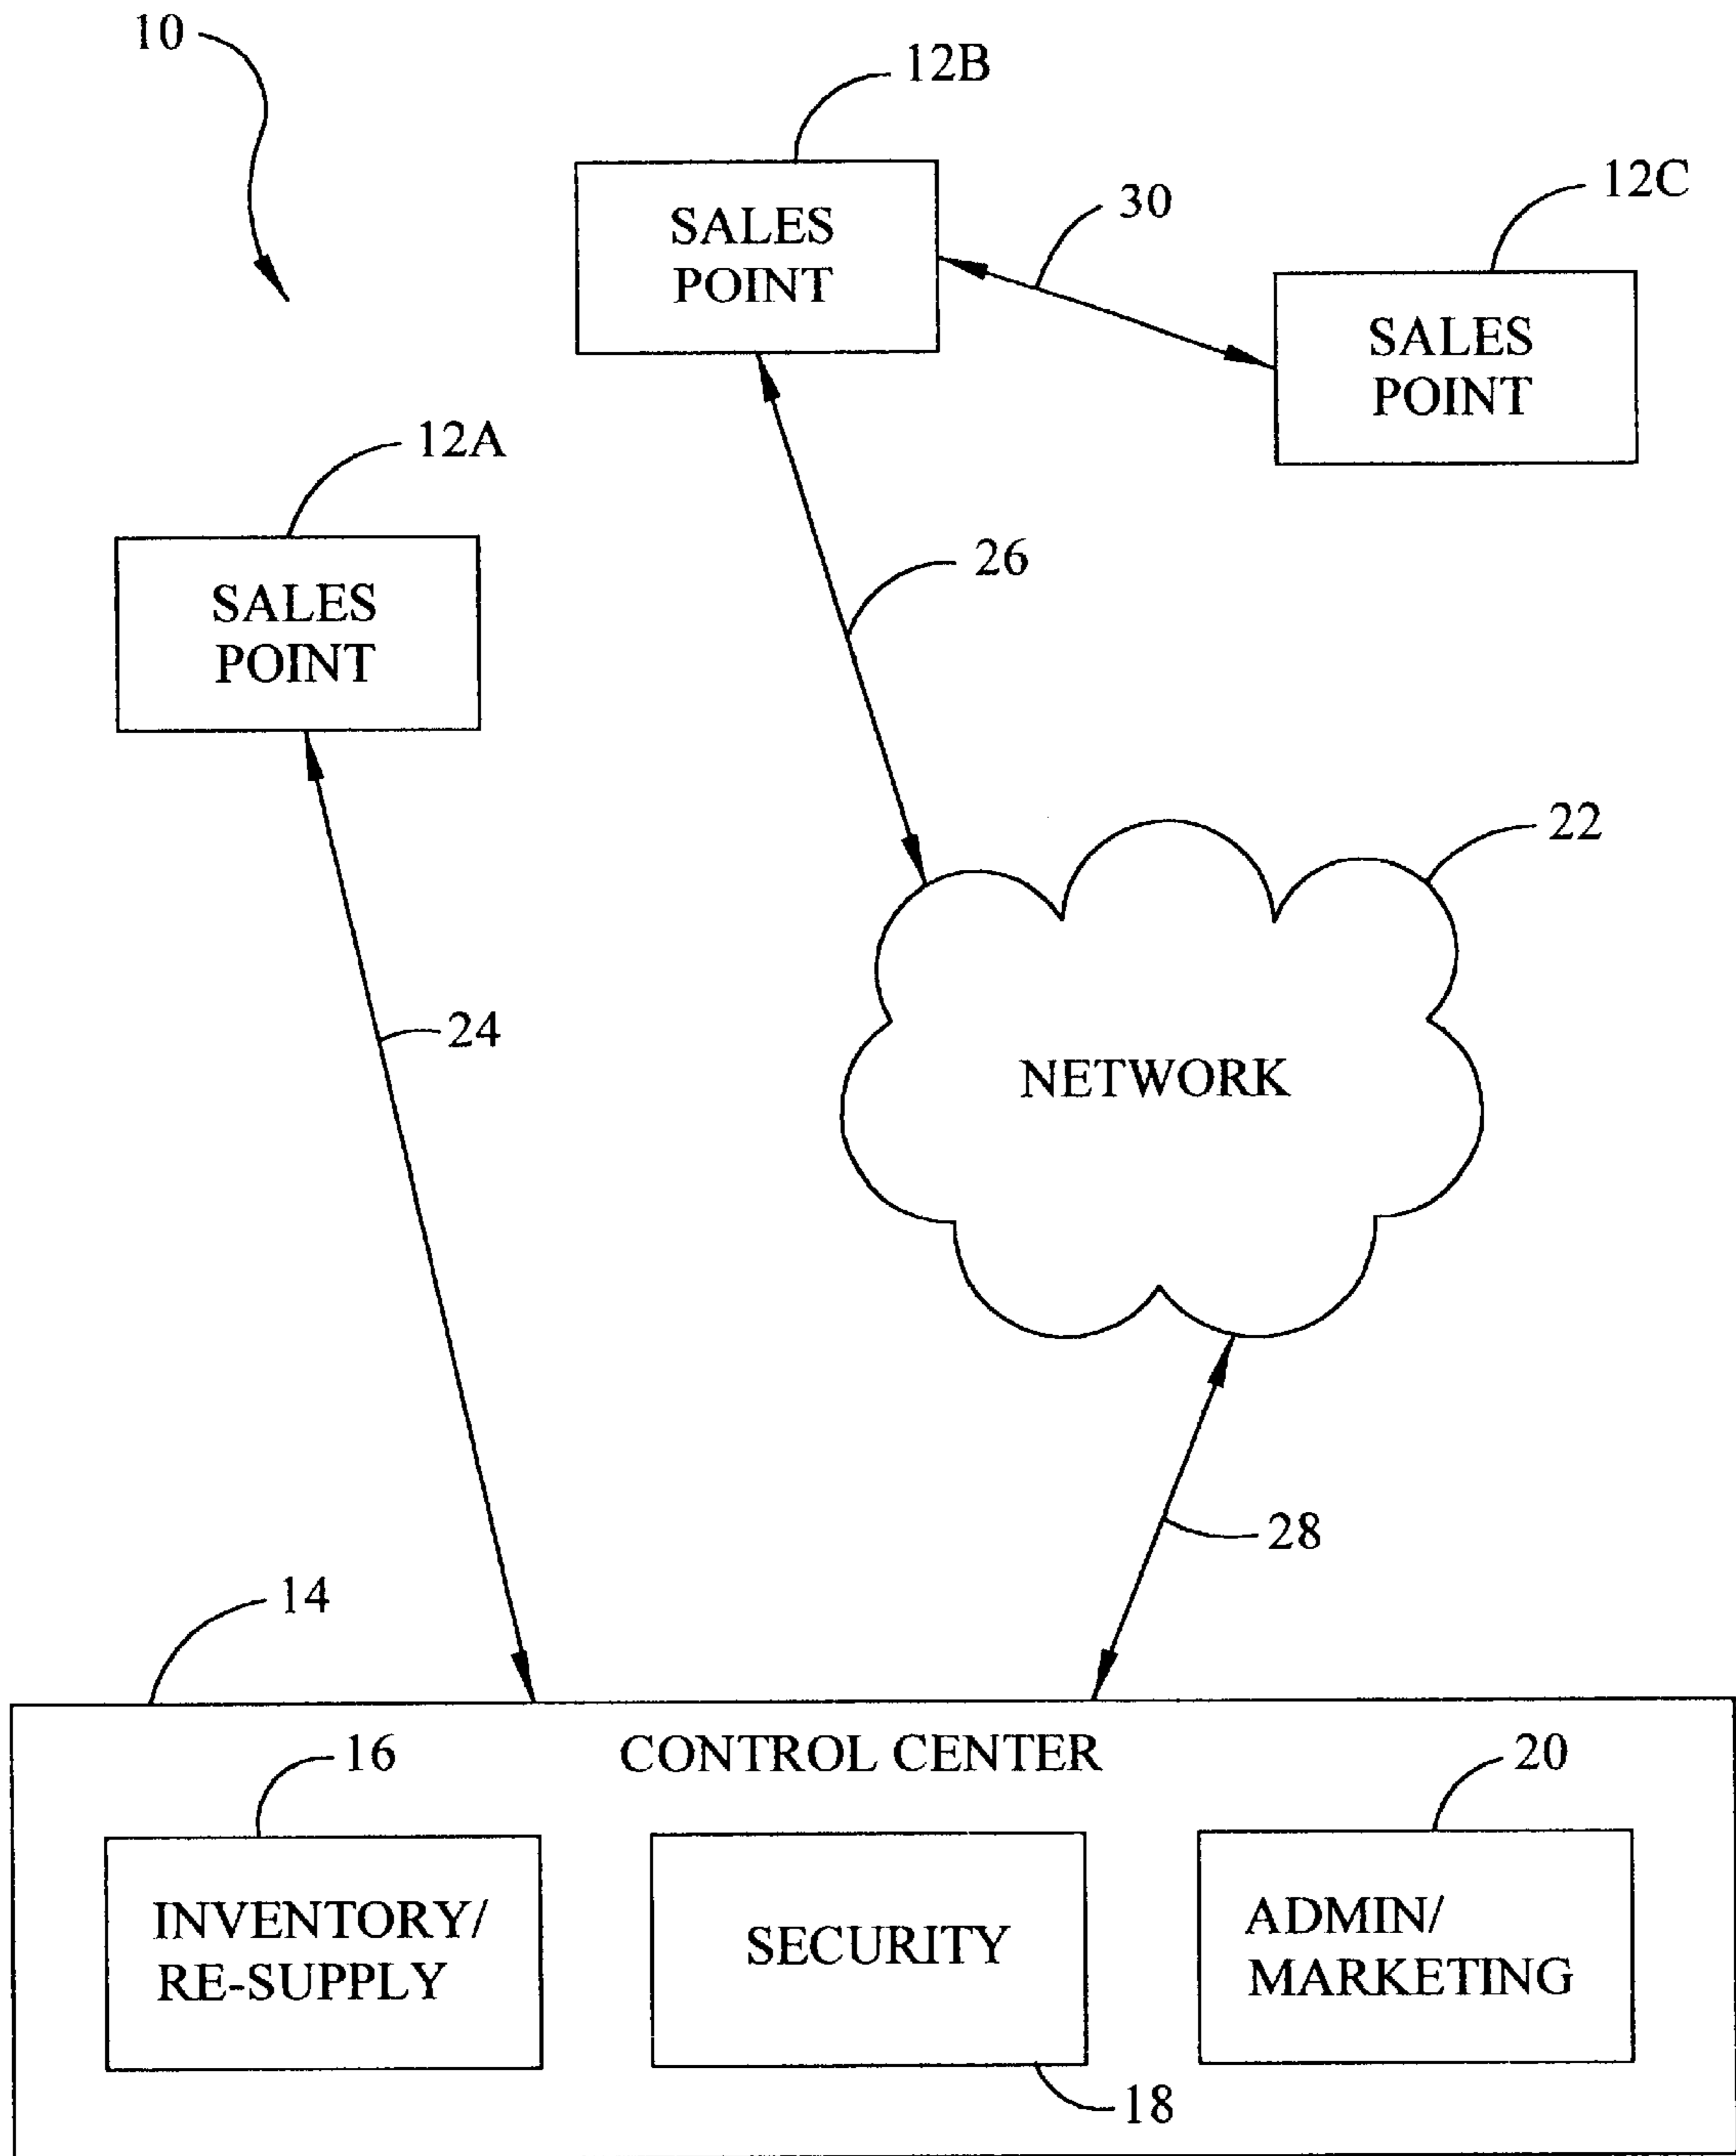 10
12B
12C
30
SALES
POINT
SALES
POINT
12A
26
SALES
POINT
22
24
NETWORK
28
14
CONTROL CENTER
16
20
INVENTORY/
RE-SUPPLY
SECURITY
ADMIN/
MARKETING
18